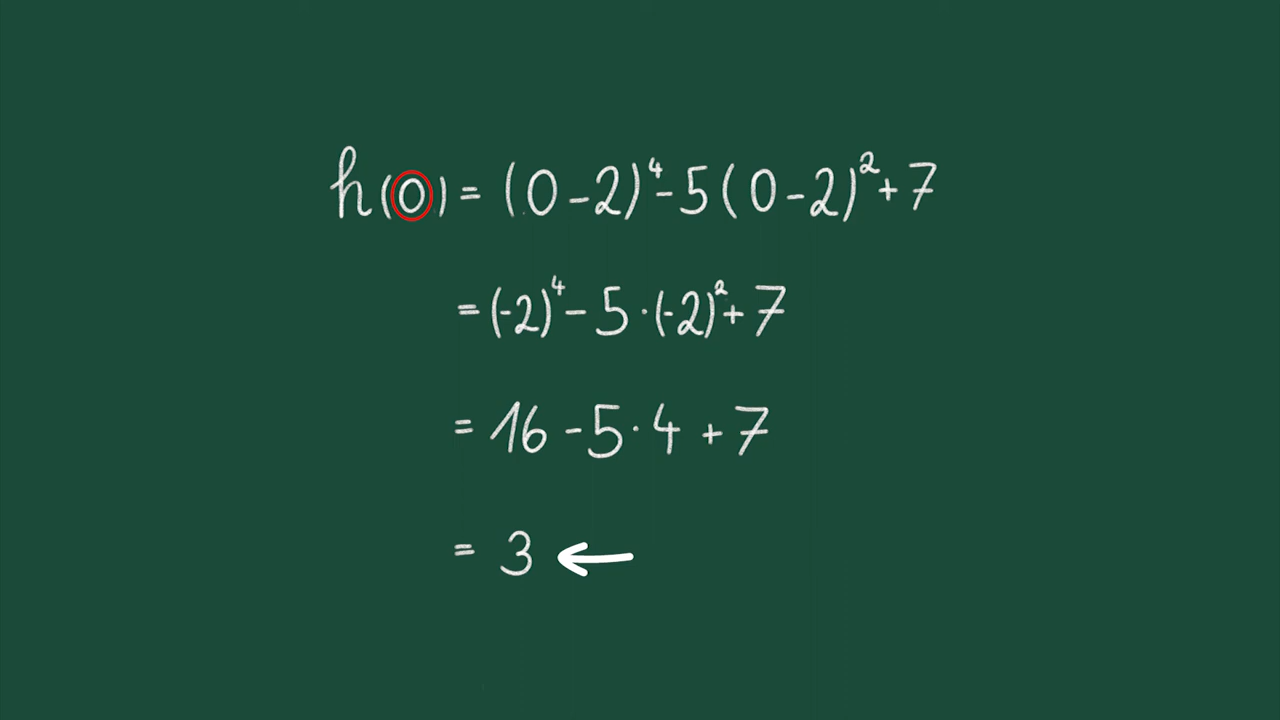 h(0) = (0-2)⁴-5(0-2)²+7
= (-2)⁴-5·(-2)²+7
= 16-5·4+7
= 3 ←